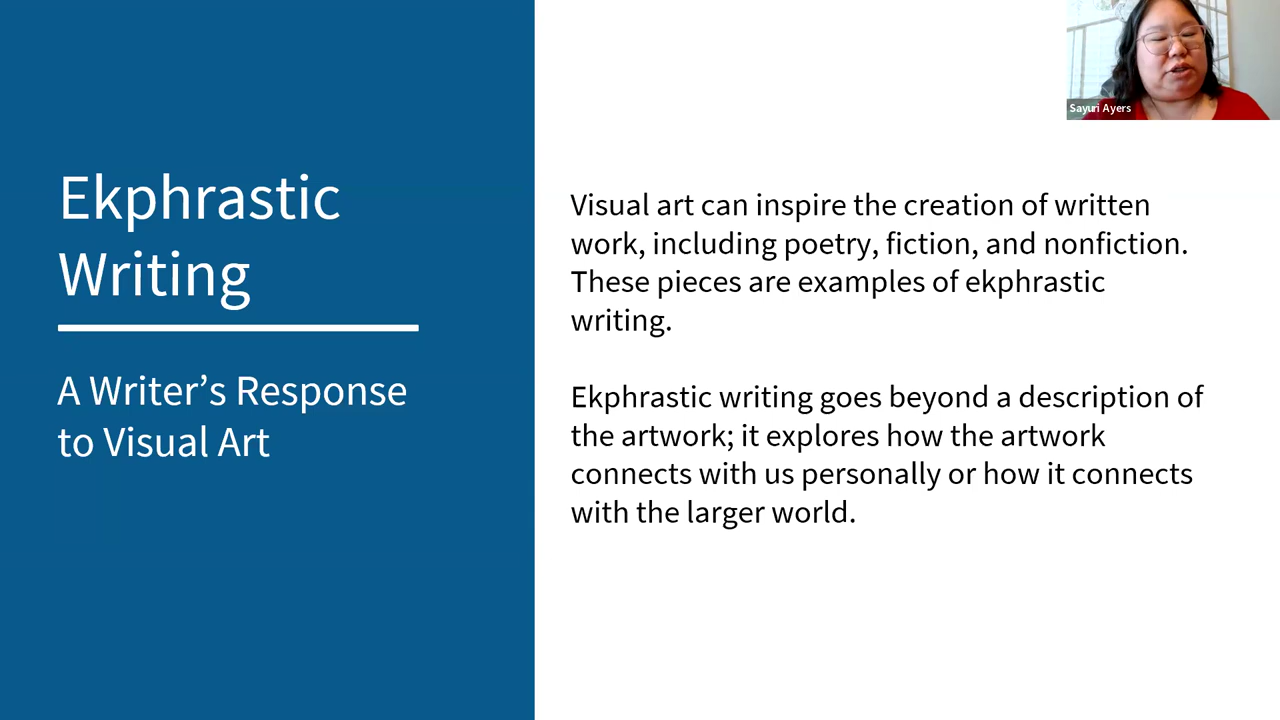 Ekphrastic
Writing
A Writer’s Response
to Visual Art
Visual art can inspire the creation of written
work, including poetry, fiction, and nonfiction.
These pieces are examples of ekphrastic
writing.
Ekphrastic writing goes beyond a description of
the artwork; it explores how the artwork
connects with us personally or how it connects
with the larger world.
Sayuri Ayers